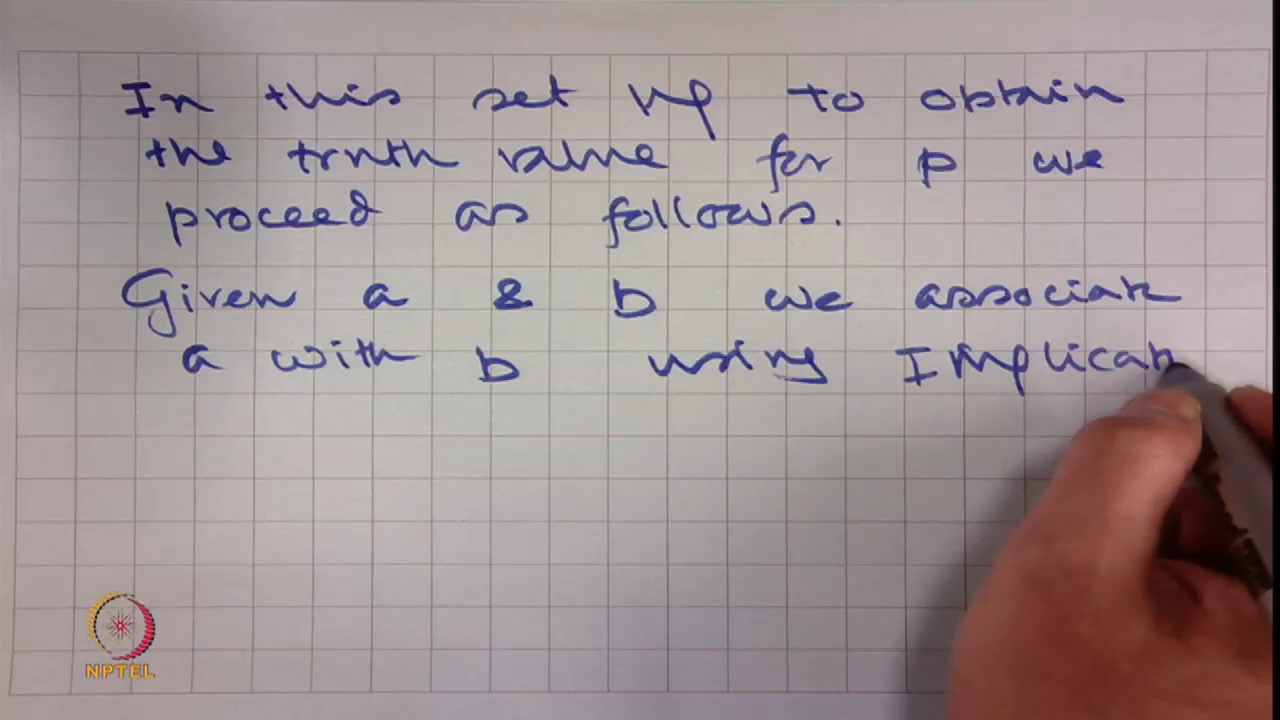 In this set up to obtain
the truth value for p we
proceed as follows.
Given a & b we associate
a with b using Implicat
NPTEL